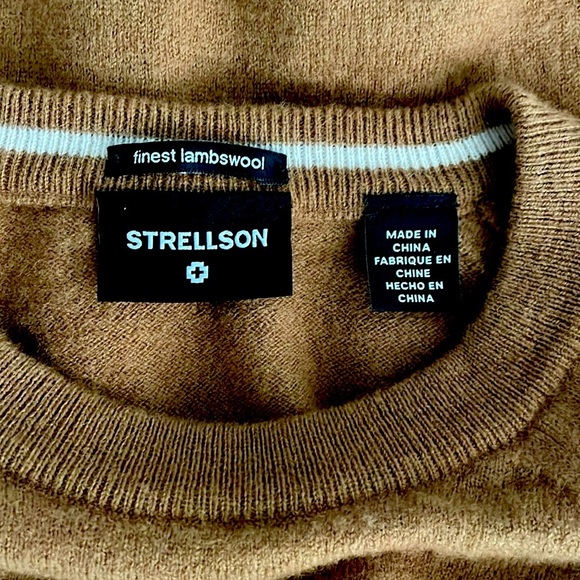 finest lambswool
STRELLSON
MADE IN
CHINA
FABRIQUE EN
CHINE
HECHO EN
CHINA